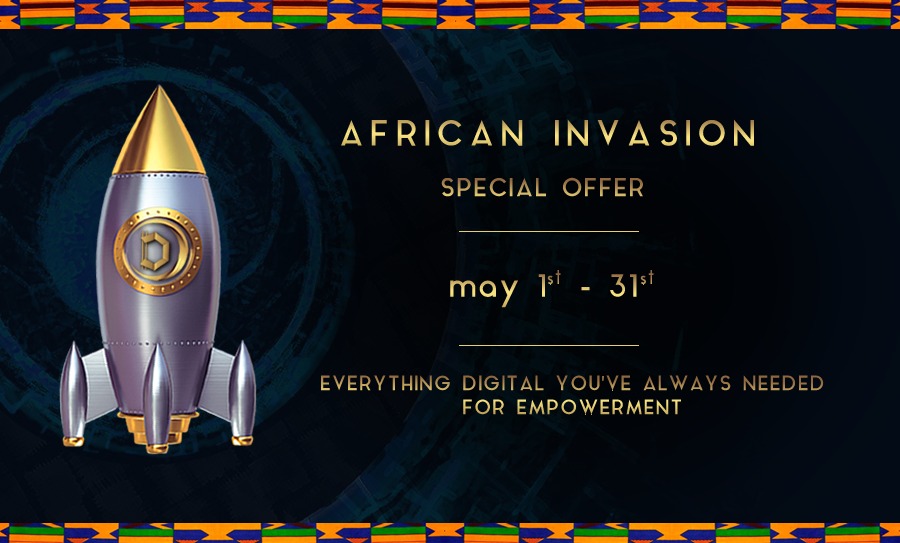 D
AFRICAN INVASION
SPECIAL OFFER
may 1st - 31st
EVERYTHING DIGITAL YOU'VE ALWAYS NEEDED
FOR EMPOWERMENT